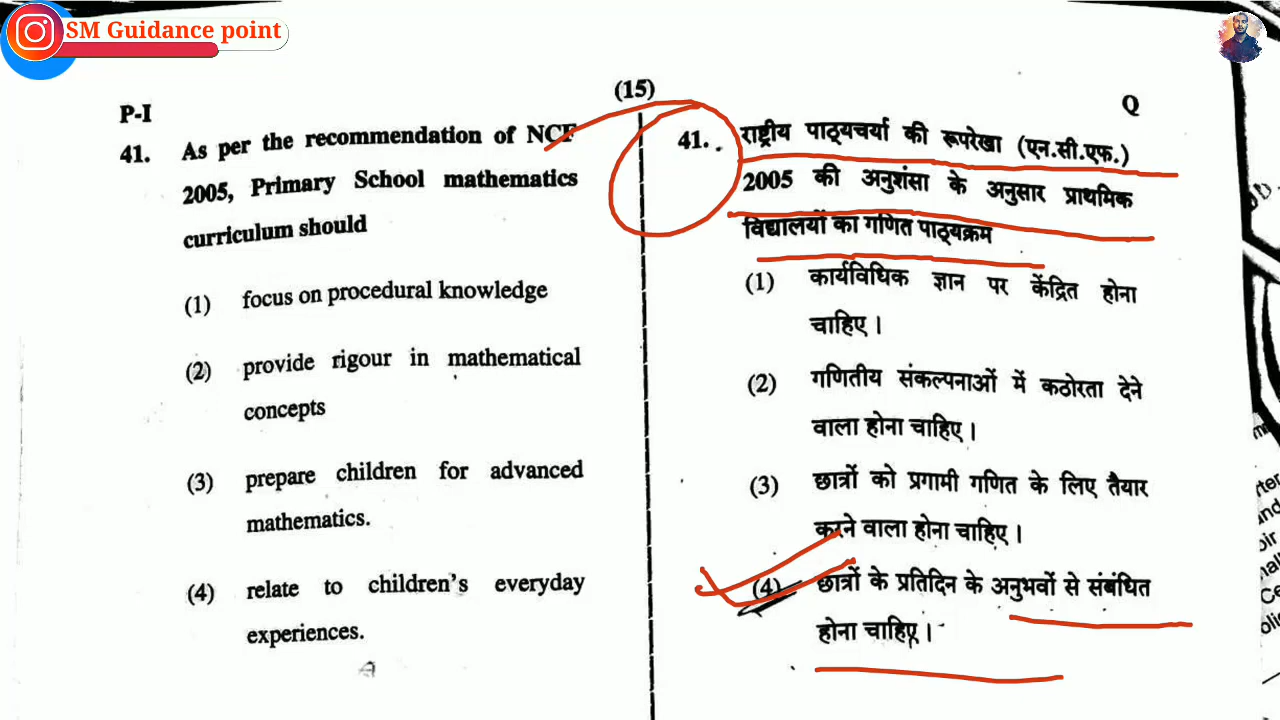 SM Guidance point
(15)
P-I
Q
41. As per the recommendation of NCF
2005, Primary School mathematics
curriculum should
(1) focus on procedural knowledge
(2) provide rigour in mathematical
concepts
(3) prepare children for advanced
mathematics.
(4) relate to children's everyday
experiences.
41. राष्ट्रीय पाठ्यचर्या की रूपरेखा (एन.सी.एफ.)
2005 की अनुशंसा के अनुसार प्राथमिक
विद्यालयों का गणित पाठ्यक्रम
(1) कार्यविधिक ज्ञान पर केंद्रित होना
चाहिए।
(2) गणितीय संकल्पनाओं में कठोरता देने
वाला होना चाहिए।
(3) छात्रों को प्रगामी गणित के लिए तैयार
करने वाला होना चाहिए।
(4) छात्रों के प्रतिदिन के अनुभवों से संबंधित
होना चाहिए।